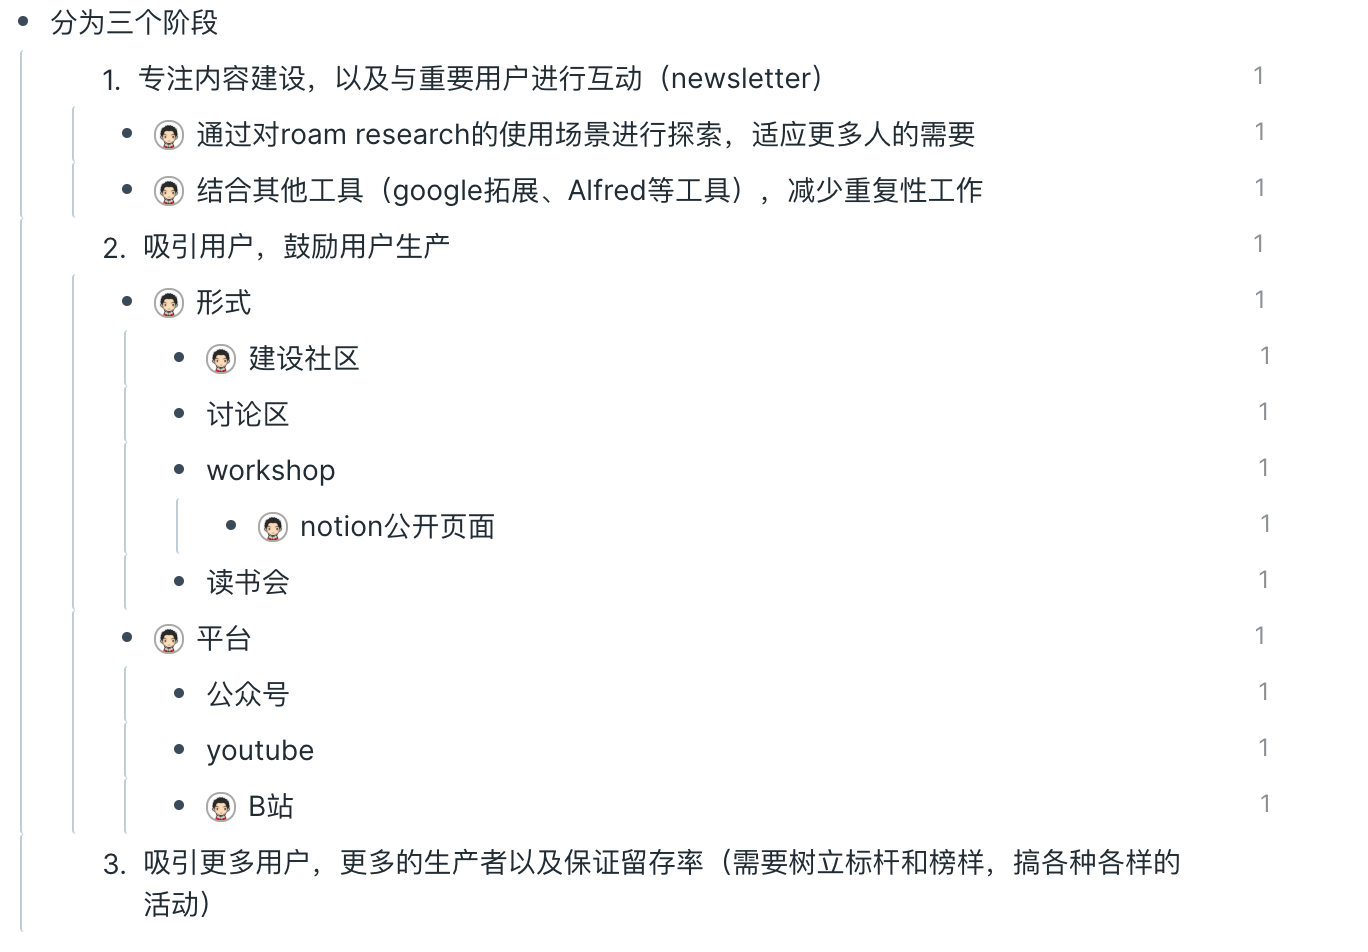 分为三个阶段
1. 专注内容建设，以及与重要用户进行互动（newsletter） 1
通过对roam research的使用场景进行探索，适应更多人的需要 1
结合其他工具（google拓展、Alfred等工具），减少重复性工作 1
2. 吸引用户，鼓励用户生产 1
形式 1
建设社区 1
讨论区 1
workshop 1
notion公开页面 1
读书会 1
平台 1
公众号 1
youtube 1
B站 1
3. 吸引更多用户，更多的生产者以及保证留存率（需要树立标杆和榜样，搞各种各样的
活动）